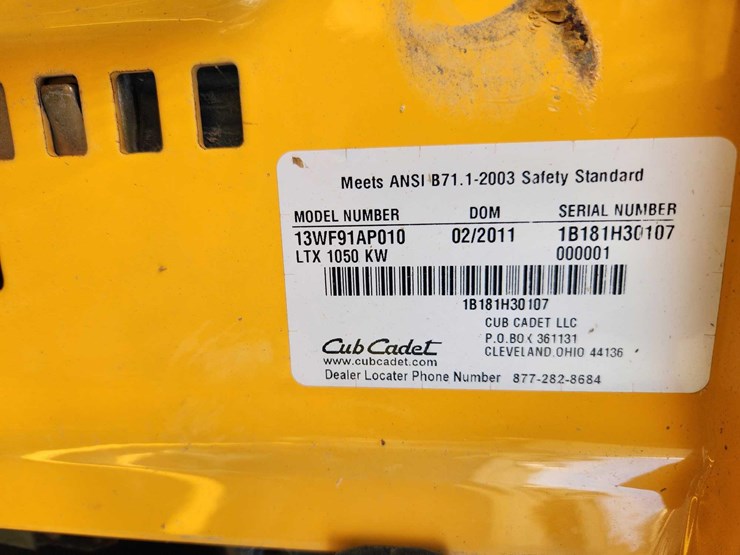 Meets ANSI B71.1-2003 Safety Standard
MODEL NUMBER DOM SERIAL NUMBER
13WF91AP010 02/2011 1B181H30107
LTX 1050 KW 000001
1B181H30107
CUB CADET LLC
P.O.BOX 361131
CLEVELAND.OHIO 44136
Cub Cadet
www.cubcadet.com
Dealer Locater Phone Number 877-282-8684